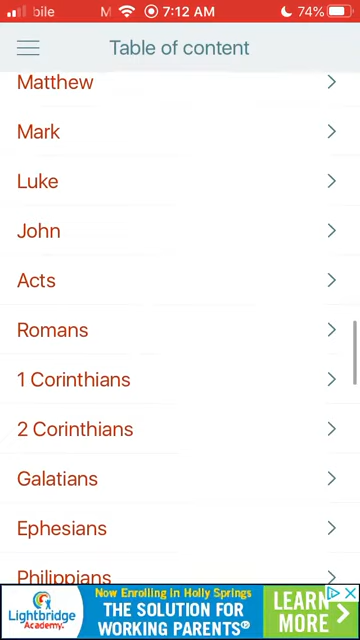 bile M 7:12 AM 74%
Table of content
Matthew
Mark
Luke
John
Acts
Romans
1 Corinthians
2 Corinthians
Galatians
Ephesians
Philippians
Lightbridge Academy.
Now Enrolling in Holly Springs
THE SOLUTION FOR
WORKING PARENTS®
LEARN
MORE